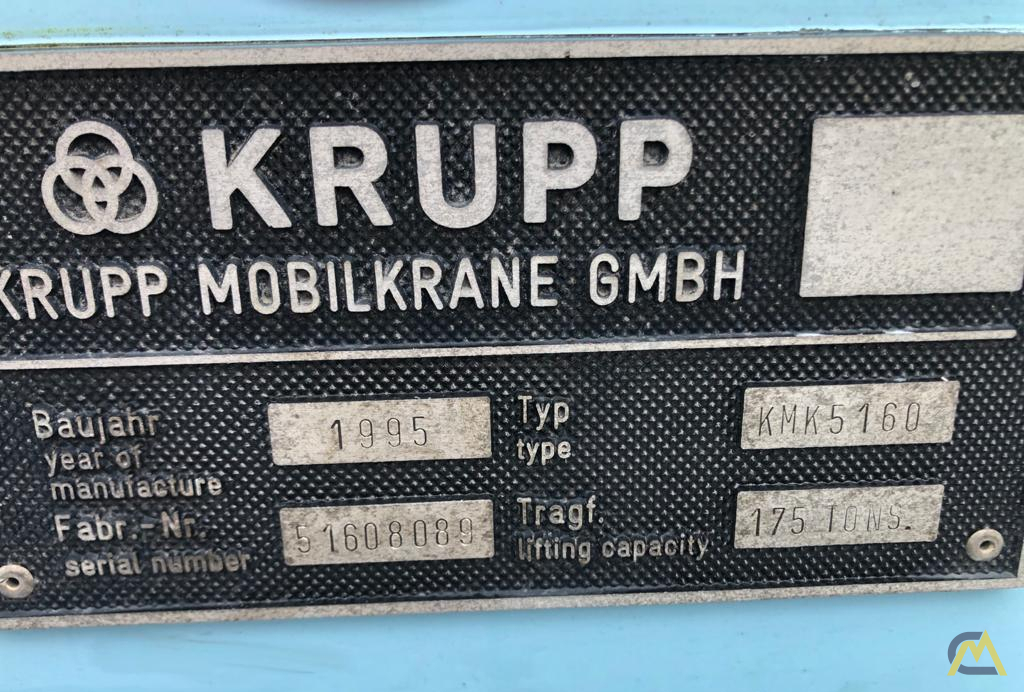 KRUPP
KRUPP MOBILKRANE GMBH
Baujahr
year of
manufacture
1995
Typ
type
KMK5160
Fabr.-Nr.
serial number
51608089
Tragf.
lifting capacity
175 TONS.